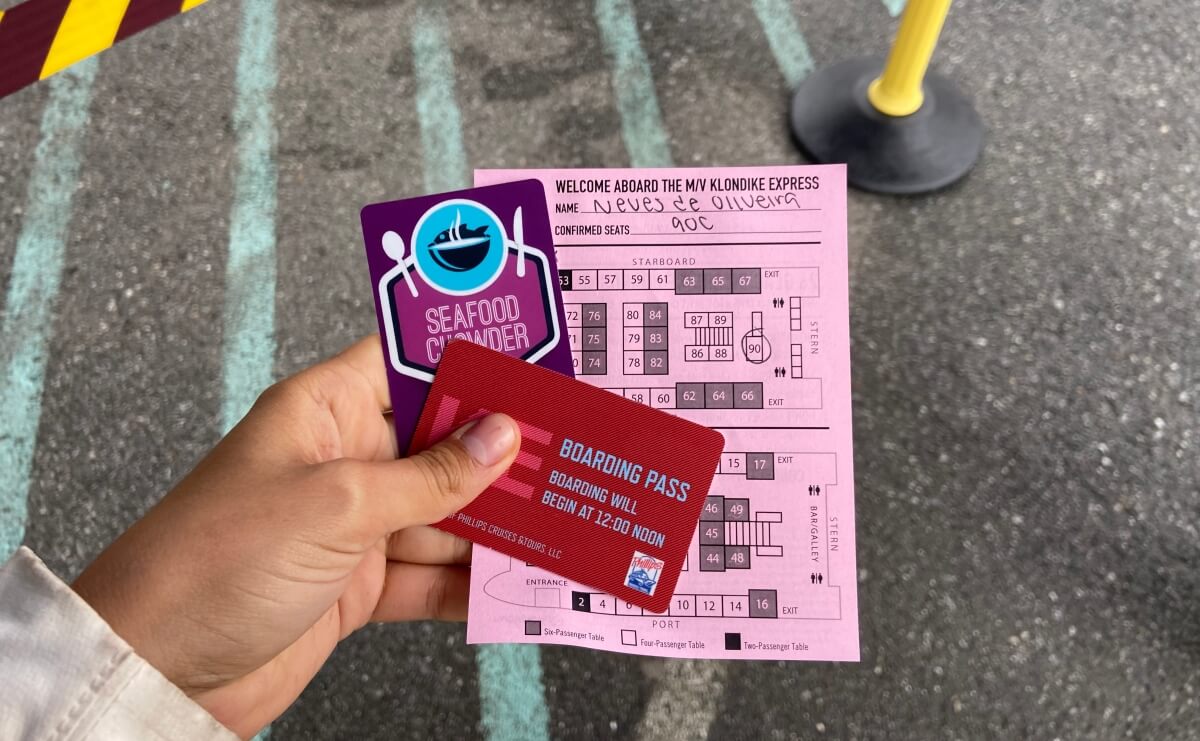 WELCOME ABOARD THE M/V KLONDIKE EXPRESS
NAME Neves de Oliveira
CONFIRMED SEATS 90C
STARBOARD
53 55 57 59 61 63 65 67 EXIT
72 76 80 84 87 89
75 79 83 90 STERN
74 78 82 86 88
58 60 62 64 66 EXIT
SEAFOOD
CHOWDER
BOARDING PASS
BOARDING WILL
BEGIN AT 12:00 NOON
PHILLIPS CRUISES & TOURS, LLC
Phillips
15 17 EXIT
46 49
45
44 48
BAR/GALLEY
STERN
ENTRANCE
2 4 6 10 12 14 16 EXIT
PORT
Six-Passenger Table Four-Passenger Table Two-Passenger Table